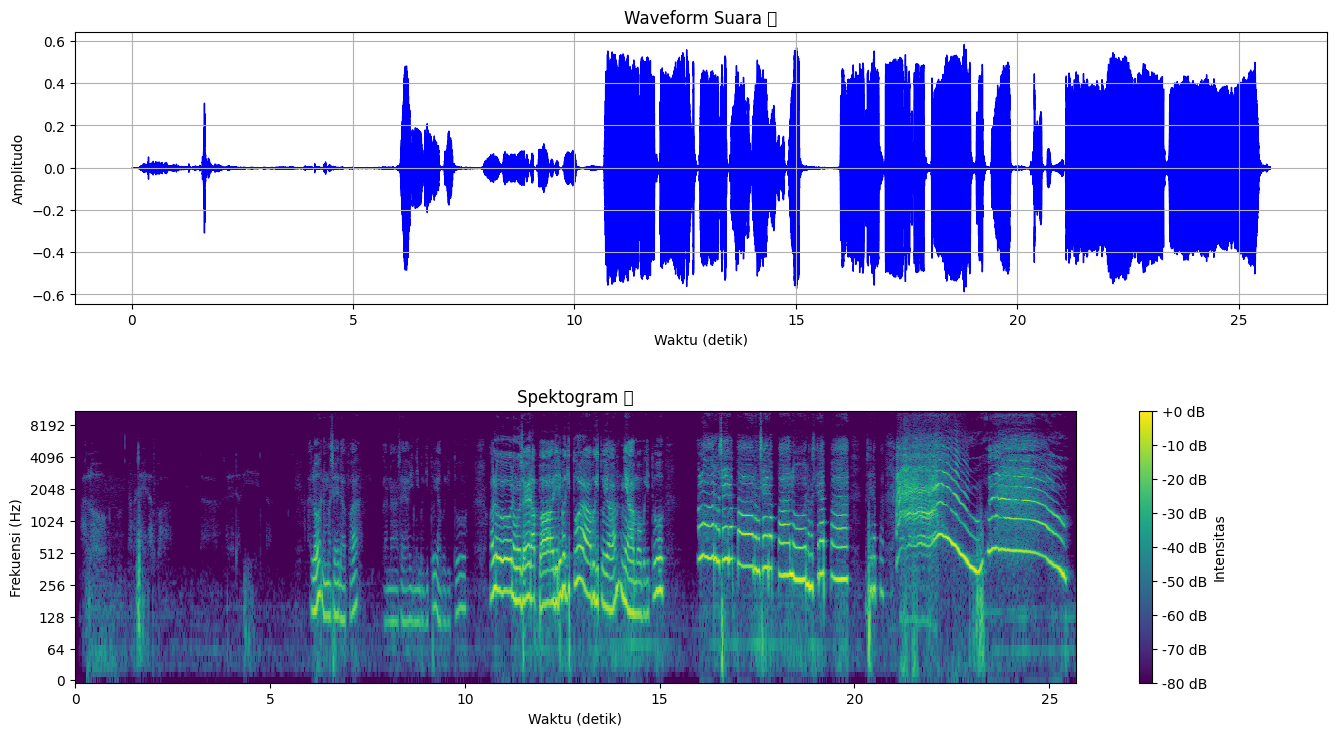 Waveform Suara
0.6
0.4
0.2
0.0
−0.2
−0.4
−0.6
Amplitudo
0 5 10 15 20 25
Waktu (detik)
Spektogram
8192
4096
2048
1024
512
256
128
64
0
Frekuensi (Hz)
0 5 10 15 20 25
Waktu (detik)
+0 dB
-10 dB
-20 dB
-30 dB
-40 dB
-50 dB
-60 dB
-70 dB
-80 dB
Intensitas